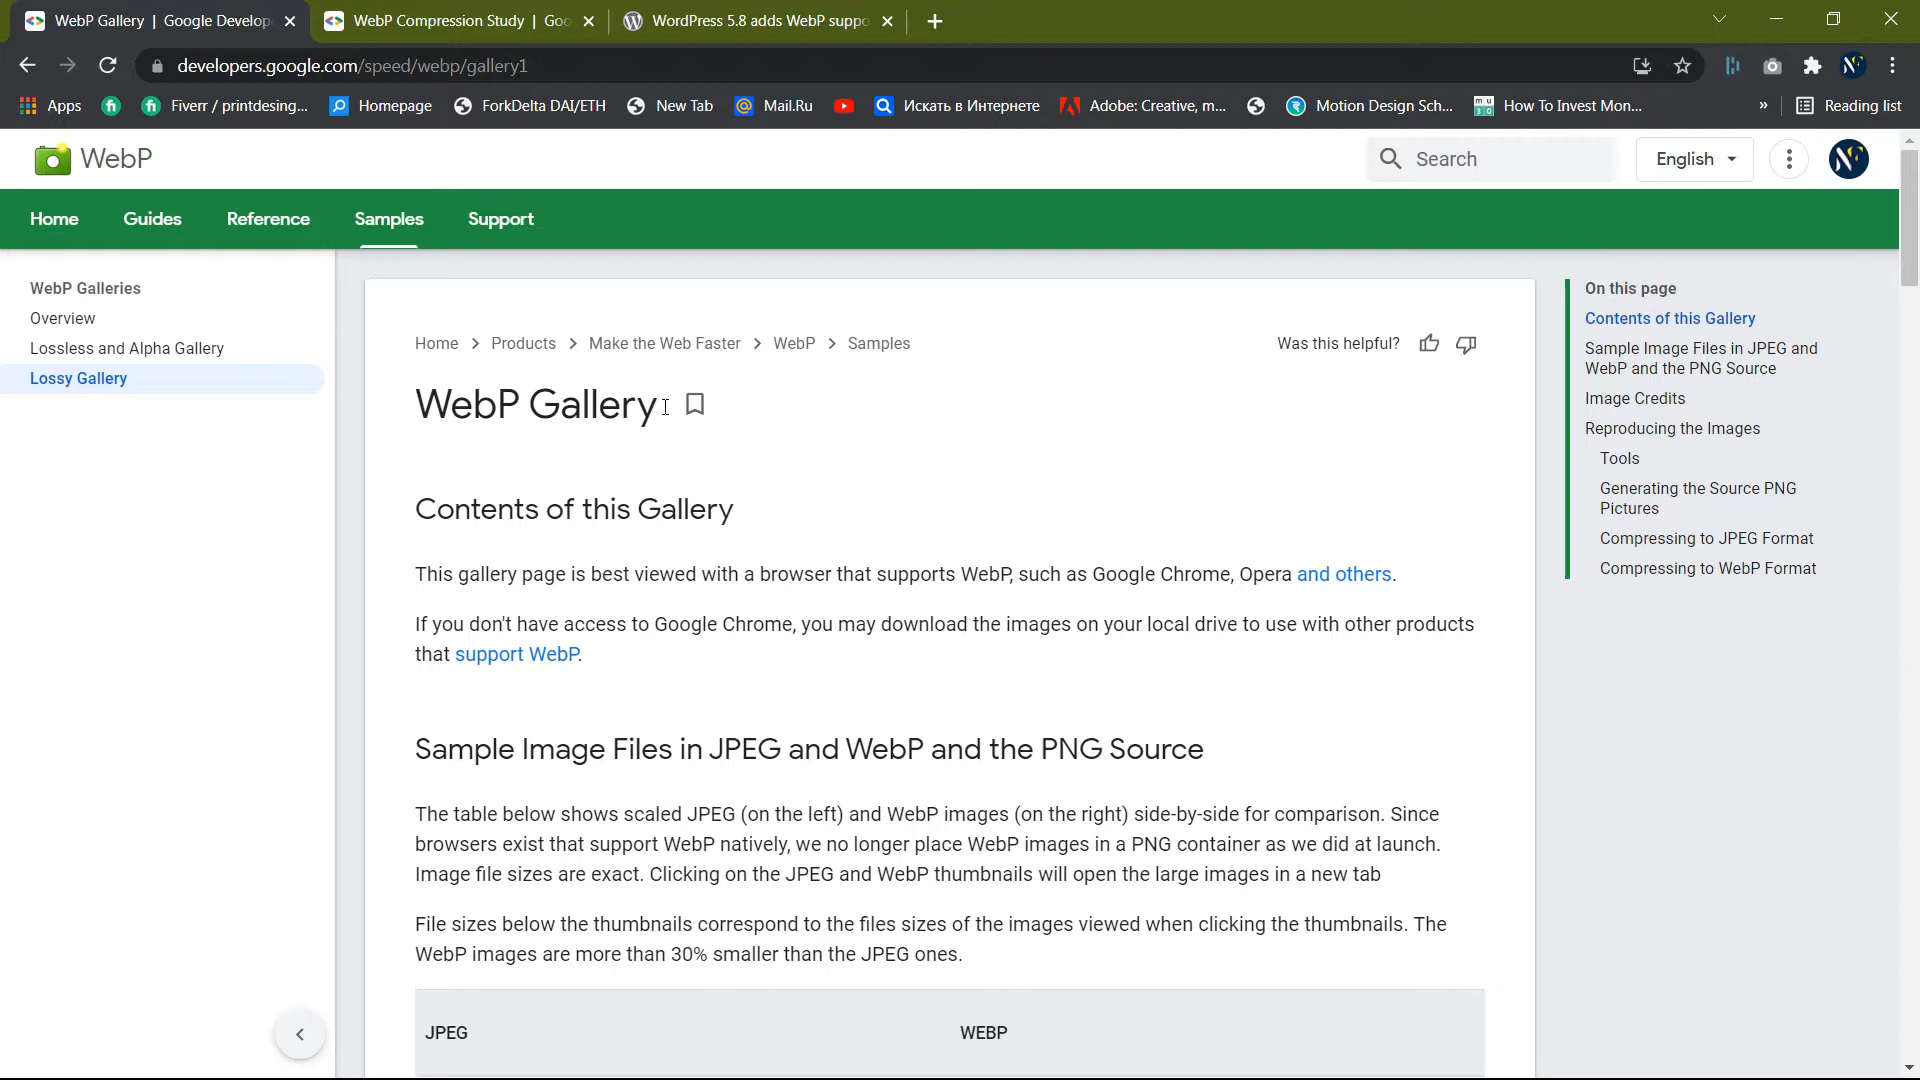 WebP Gallery | Google Develop
WebP Compression Study | Goo
WordPress 5.8 adds WebP suppo
developers.google.com/speed/webp/gallery1
Apps
Fiverr / printdesing...
Homepage
ForkDelta DAI/ETH
New Tab
Mail.Ru
Искать в Интернете
Adobe: Creative, m...
Motion Design Sch...
How To Invest Mon...
»
Reading list
WebP
Search
English
Home
Guides
Reference
Samples
Support
WebP Galleries
Overview
Lossless and Alpha Gallery
Lossy Gallery
Home > Products > Make the Web Faster > WebP > Samples
Was this helpful?
WebP Gallery
Contents of this Gallery
This gallery page is best viewed with a browser that supports WebP, such as Google Chrome, Opera and others.
If you don't have access to Google Chrome, you may download the images on your local drive to use with other products
that support WebP.
Sample Image Files in JPEG and WebP and the PNG Source
The table below shows scaled JPEG (on the left) and WebP images (on the right) side-by-side for comparison. Since
browsers exist that support WebP natively, we no longer place WebP images in a PNG container as we did at launch.
Image file sizes are exact. Clicking on the JPEG and WebP thumbnails will open the large images in a new tab
File sizes below the thumbnails correspond to the files sizes of the images viewed when clicking the thumbnails. The
WebP images are more than 30% smaller than the JPEG ones.
JPEG
WEBP
On this page
Contents of this Gallery
Sample Image Files in JPEG and
WebP and the PNG Source
Image Credits
Reproducing the Images
Tools
Generating the Source PNG
Pictures
Compressing to JPEG Format
Compressing to WebP Format